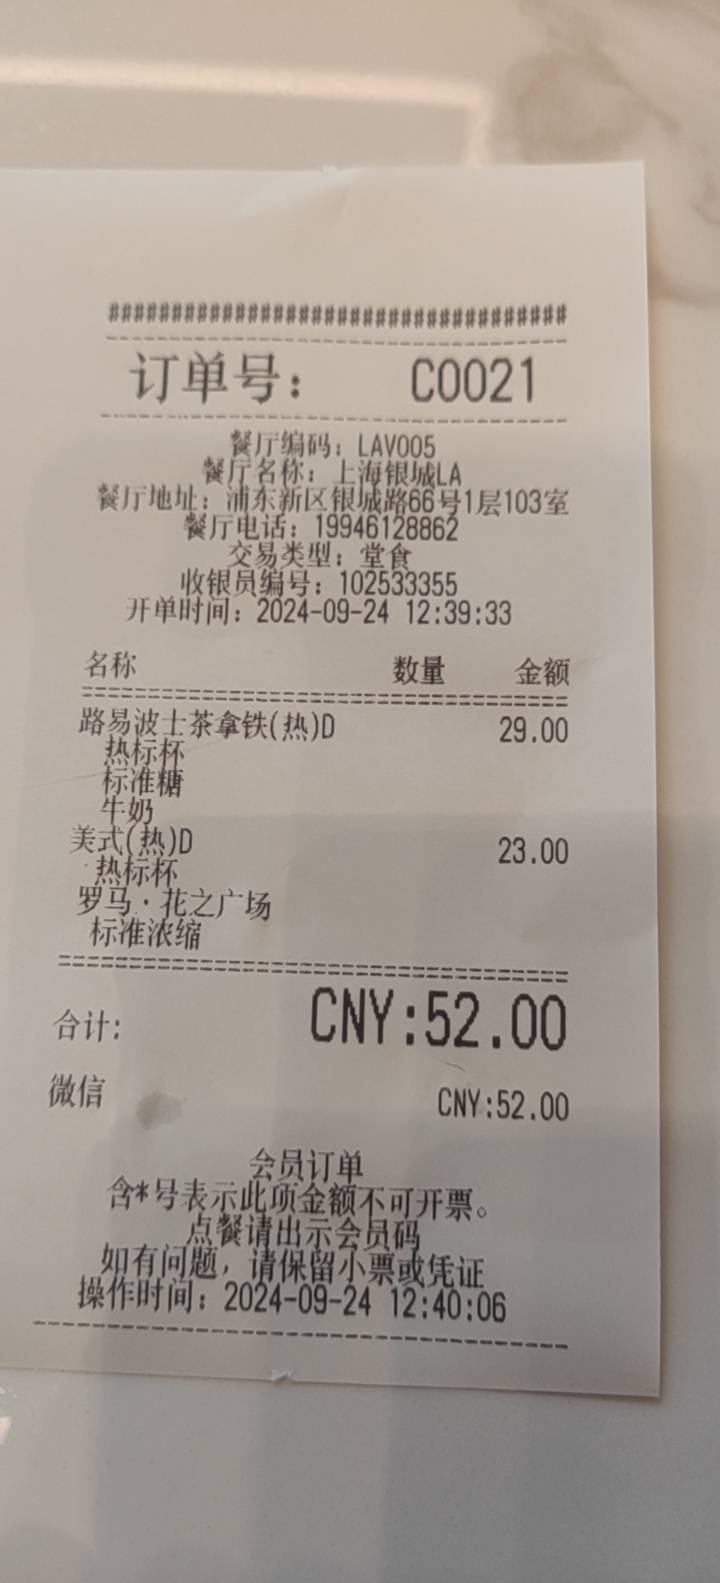 ####################################
订单号： C0021
餐厅编码：LAV005
餐厅名称：上海银城LA
餐厅地址：浦东新区银城路66号1层103室
餐厅电话：19946128862
交易类型：堂食
收银员编号：102533355
开单时间：2024-09-24 12:39:33
名称 数量 金额
路易波士茶拿铁(热)D 29.00
热标杯
标准糖
牛奶
美式(热)D 23.00
热标杯
罗马·花之广场
标准浓缩
合计: CNY:52.00
微信 CNY:52.00
会员订单
含*号表示此项金额不可开票。
点餐请出示会员码
如有问题，请保留小票或凭证
操作时间：2024-09-24 12:40:06